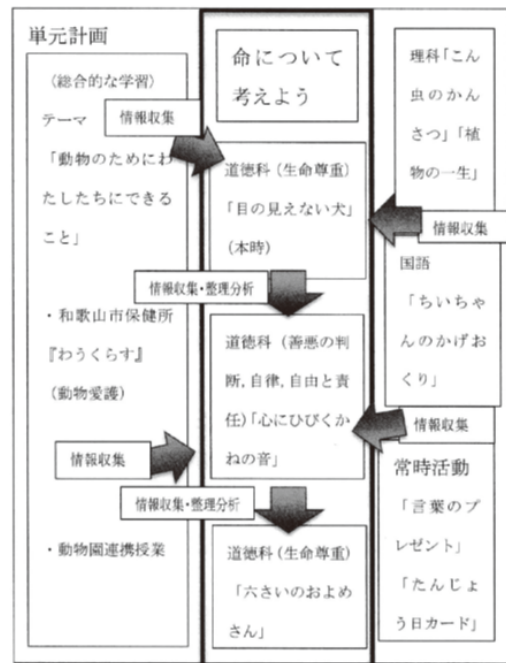 単元計画
(総合的な学習)
テーマ
「動物のためにわ
たしたちにできる
こと」
・和歌山市保健所
『わうくらす』
(動物愛護)
・動物園連携授業
情報収集
情報収集
命について
考えよう
道徳科(生命尊重)
「目の見えない犬」
(本時)
情報収集・整理分析
道徳科(善悪の判
断,自律,自由と責
任)「心にひびくか
ねの音」
情報収集・整理分析
道徳科(生命尊重)
「六さいのおよめ
さん」
理科「こん
虫のかん
さつ」「植
物の一生」
情報収集
国語
「ちいちゃ
んのかげお
くり」
情報収集
常時活動
「言葉のプ
レゼント」
「たんじょ
う日カード」